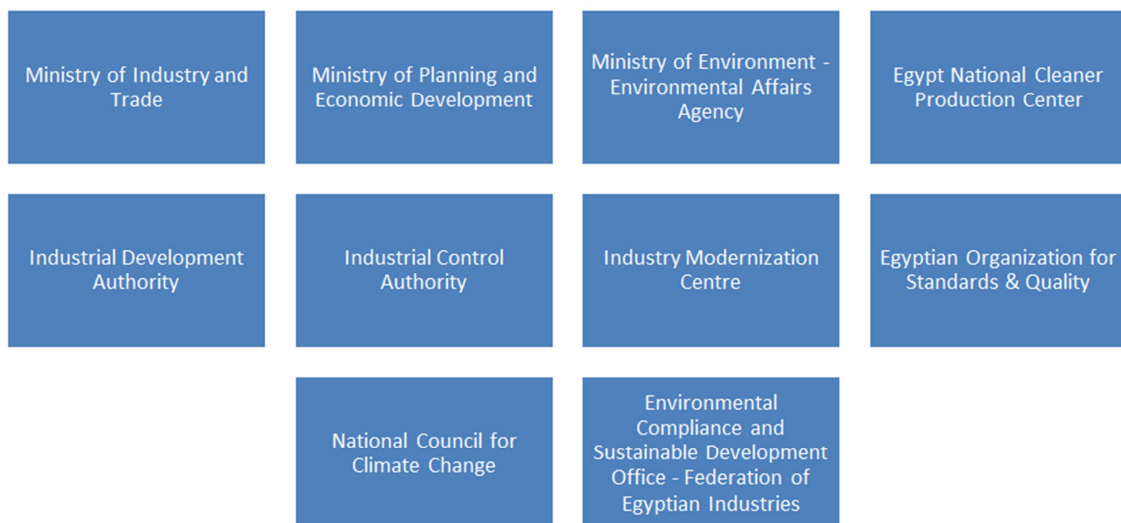 Ministry of Industry and
Trade
Ministry of Planning and
Economic Development
Ministry of Environment -
Environmental Affairs
Agency
Egypt National Cleaner
Production Center
Industrial Development
Authority
Industrial Control
Authority
Industry Modernization
Centre
Egyptian Organization for
Standards & Quality
National Council for
Climate Change
Environmental
Compliance and
Sustainable Development
Office - Federation of
Egyptian Industries